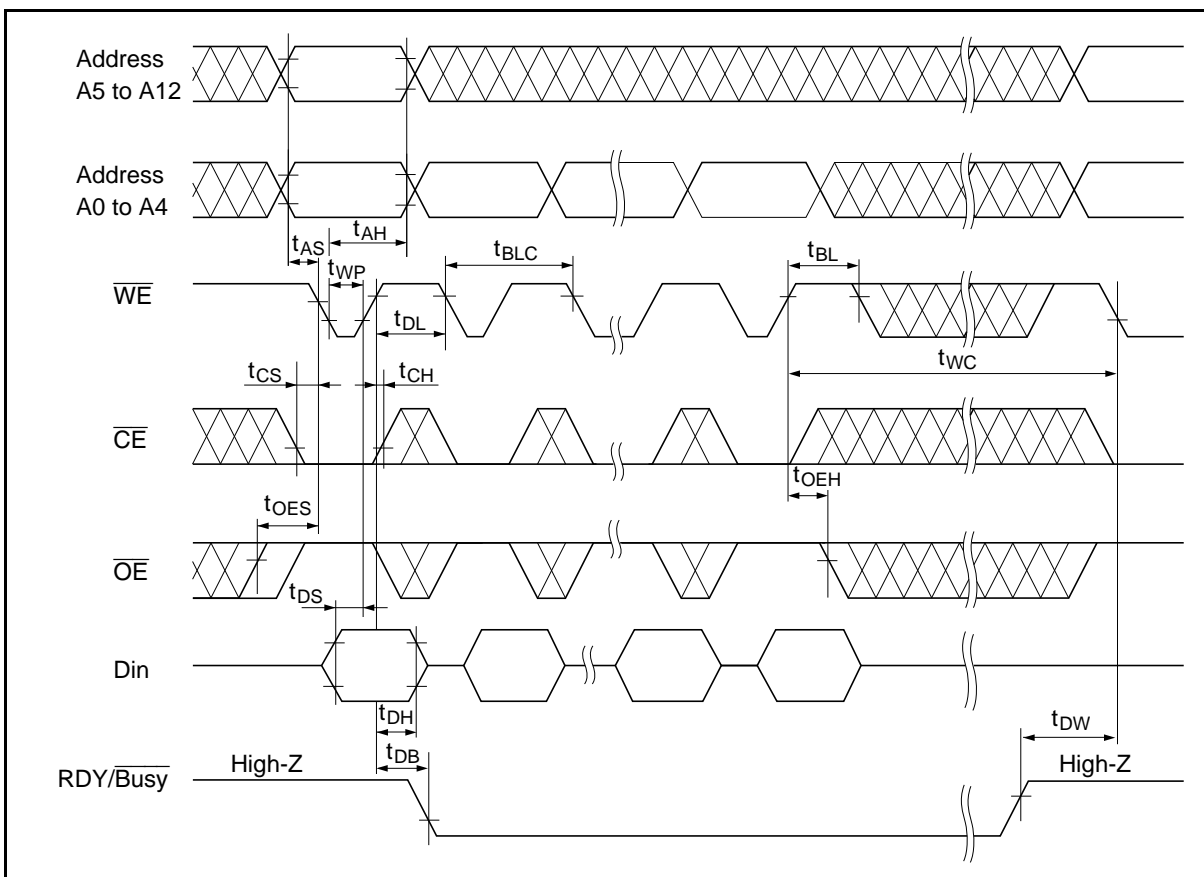 Address
A5 to A12
Address
A0 to A4
tAS
tAH
tWP
tBLC
tBL
WE
tDL
tWC
tCS
tCH
CE
tOEH
tOES
OE
tDS
Din
tDH
tDW
tDB
RDY/Busy
High-Z
High-Z